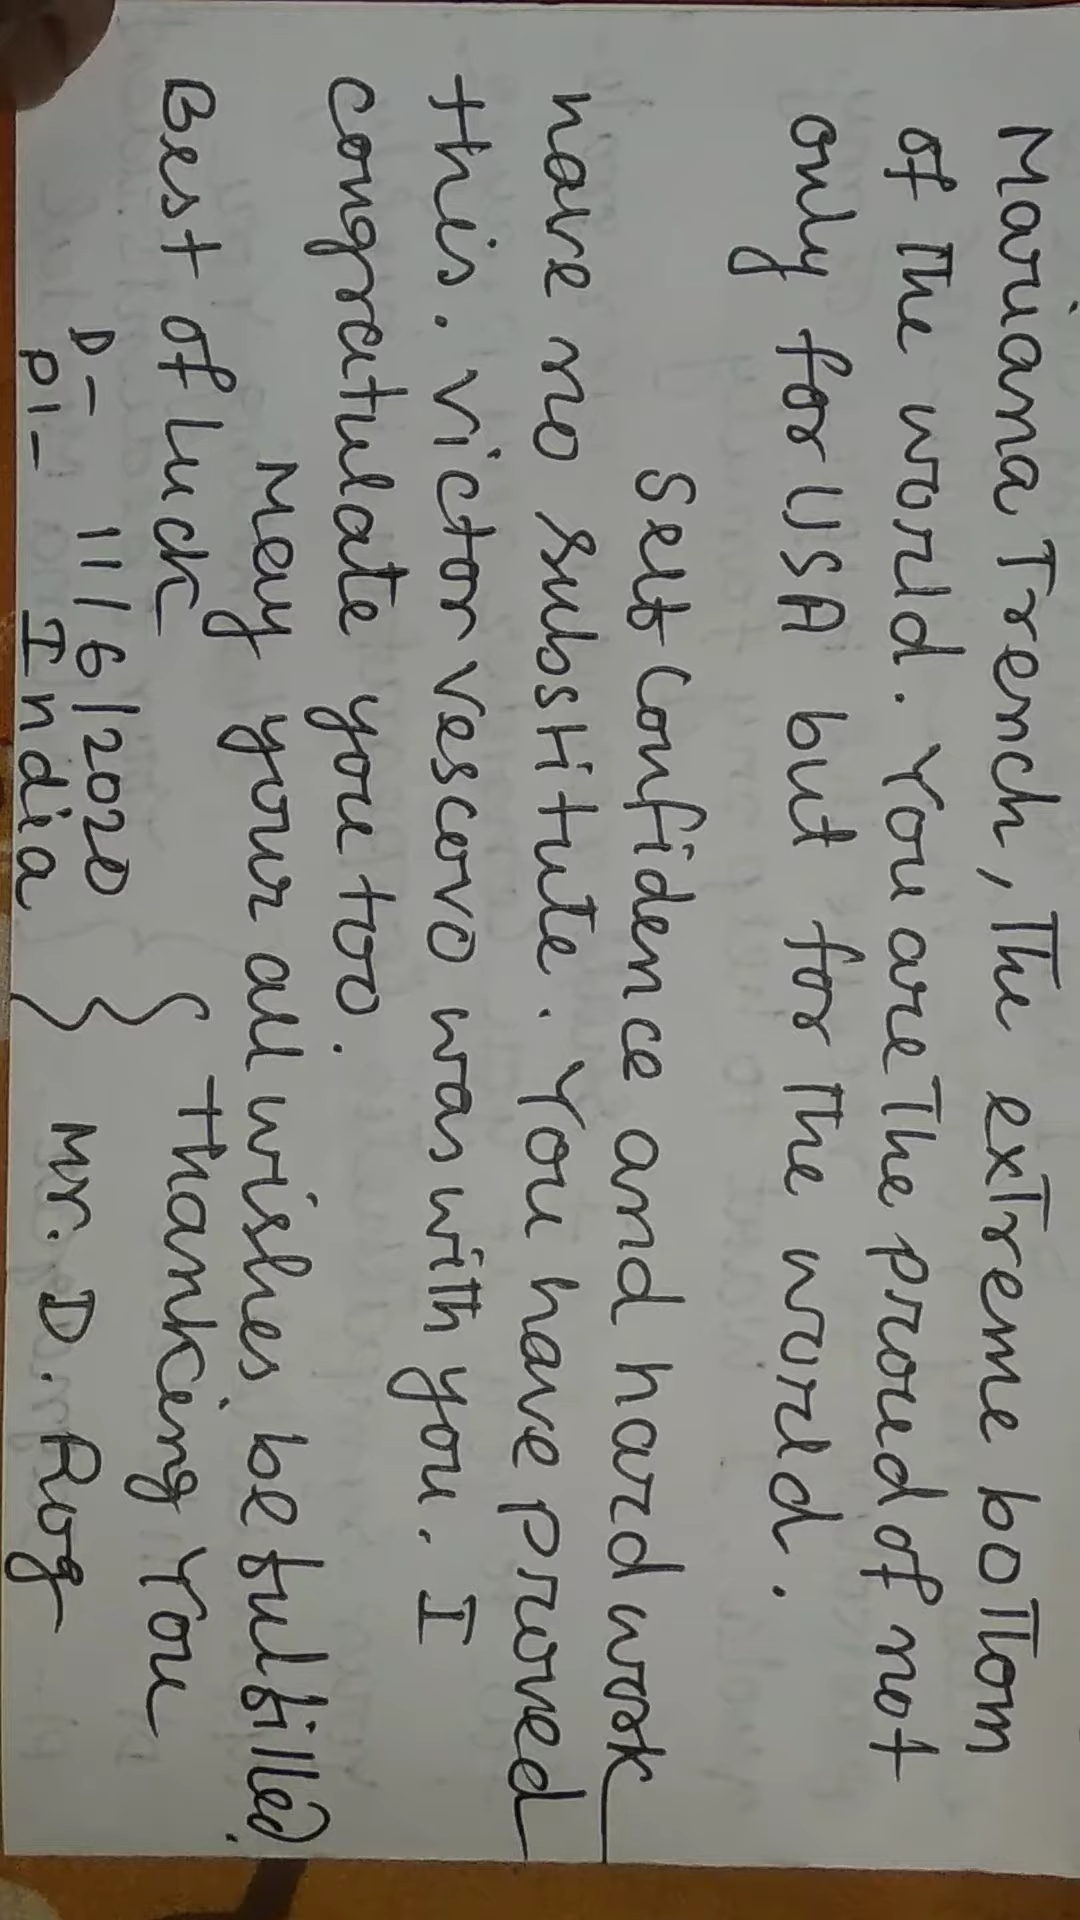 Mariana Trench, The extreme bottom
of The world. You are The proud of not
only for USA but for The world.
Self confidence and hard work
have no substitute. You have proved
this. Victor vescovo was with you. I
congratulate you too.
May your all wishes be fulfilled.
Best of Luck
Thanking You
D- 11/6/2020
Pl- India
Mr. D. Roy